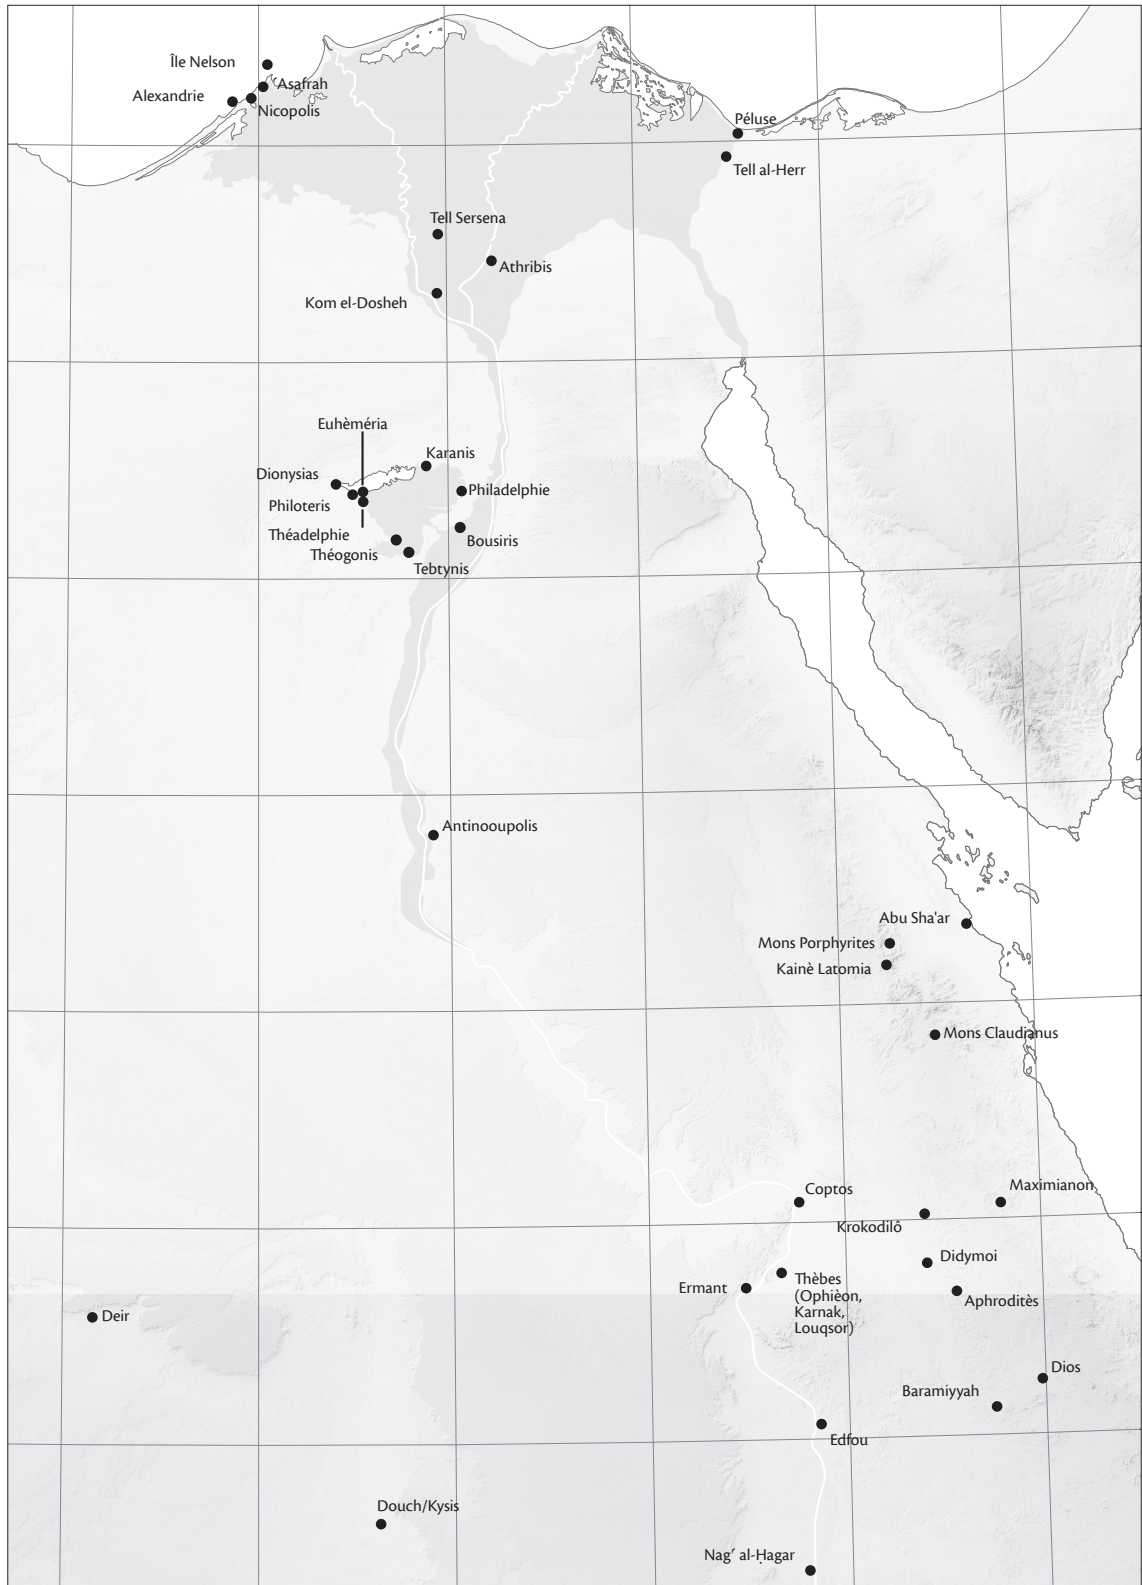 Île Nelson
Asafrah
Alexandrie
Nicopolis
Péluse
Tell al-Herr
Tell Sersena
Athribis
Kom el-Dosheh
Euhèméria
Karanis
Dionysias
Philadelphie
Philoteris
Théadelphie
Bousiris
Théogonis
Tebtynis
Antinooupolis
Abu Sha'ar
Mons Porphyrites
Kainè Latomia
Mons Claudianus
Maximianon
Coptos
Krokodilô
Didymoi
Ermant
Thèbes
(Ophièon,
Karnak,
Louqsor)
Aphroditès
Deir
Dios
Baramiyyah
Edfou
Douch/Kysis
Nagʿ al-Ḥagar